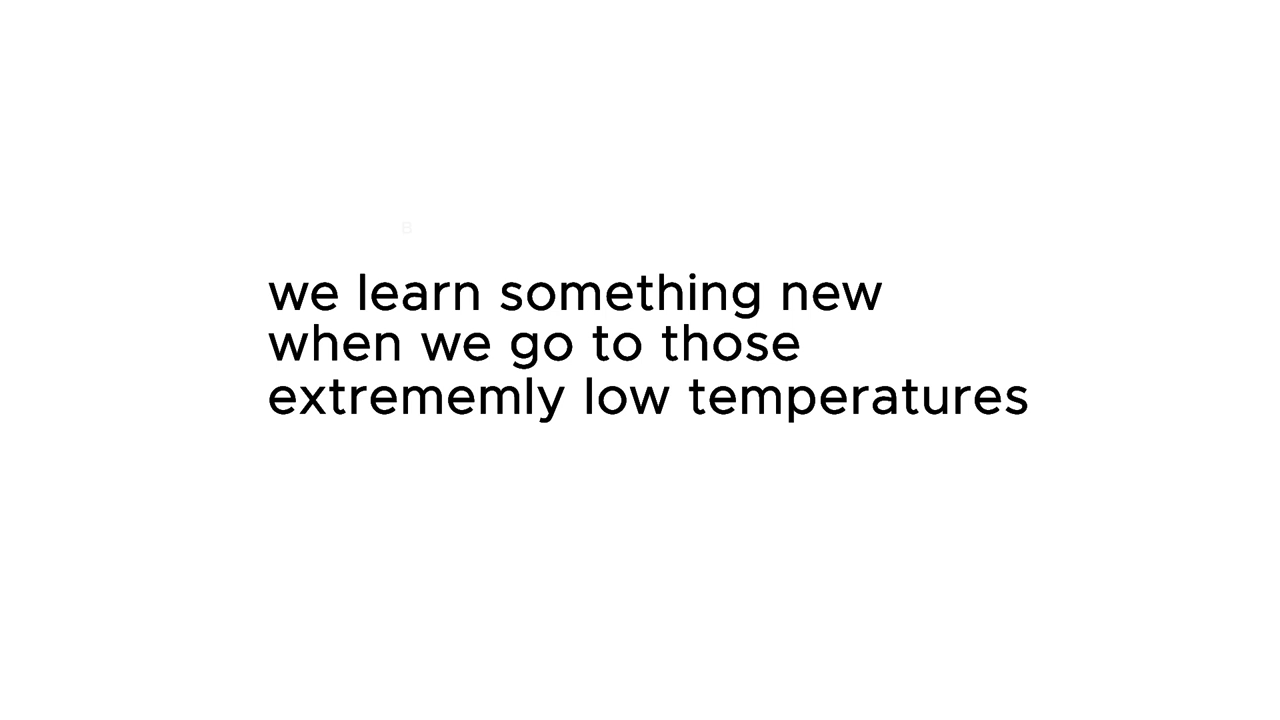 B
we learn something new
when we go to those
extrememly low temperatures